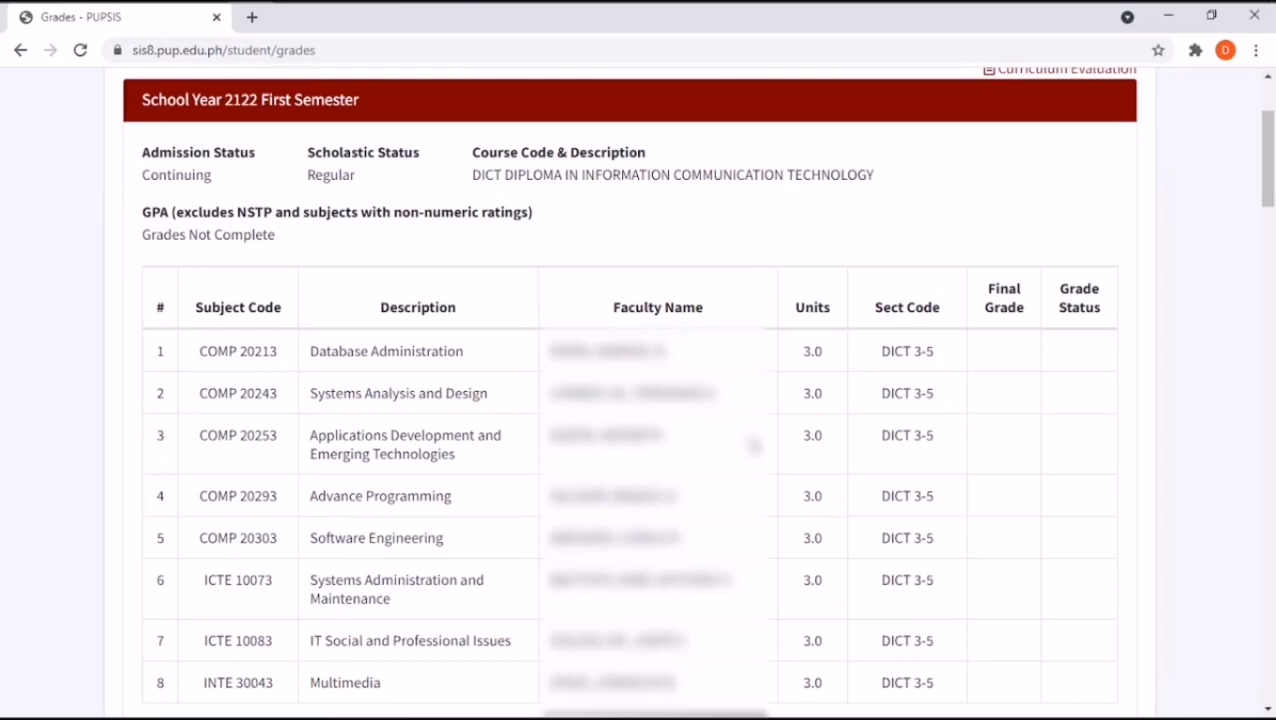 Grades - PUPSIS
sis8.pup.edu.ph/student/grades
D
Curriculum Evaluation
School Year 2122 First Semester
Admission Status Scholastic Status Course Code & Description
Continuing Regular DICT DIPLOMA IN INFORMATION COMMUNICATION TECHNOLOGY
GPA (excludes NSTP and subjects with non-numeric ratings)
Grades Not Complete
# Subject Code Description Faculty Name Units Sect Code Final Grade Grade Status
1 COMP 20213 Database Administration 3.0 DICT 3-5
2 COMP 20243 Systems Analysis and Design 3.0 DICT 3-5
3 COMP 20253 Applications Development and 3.0 DICT 3-5
Emerging Technologies
4 COMP 20293 Advance Programming 3.0 DICT 3-5
5 COMP 20303 Software Engineering 3.0 DICT 3-5
6 ICTE 10073 Systems Administration and 3.0 DICT 3-5
Maintenance
7 ICTE 10083 IT Social and Professional Issues 3.0 DICT 3-5
8 INTE 30043 Multimedia 3.0 DICT 3-5